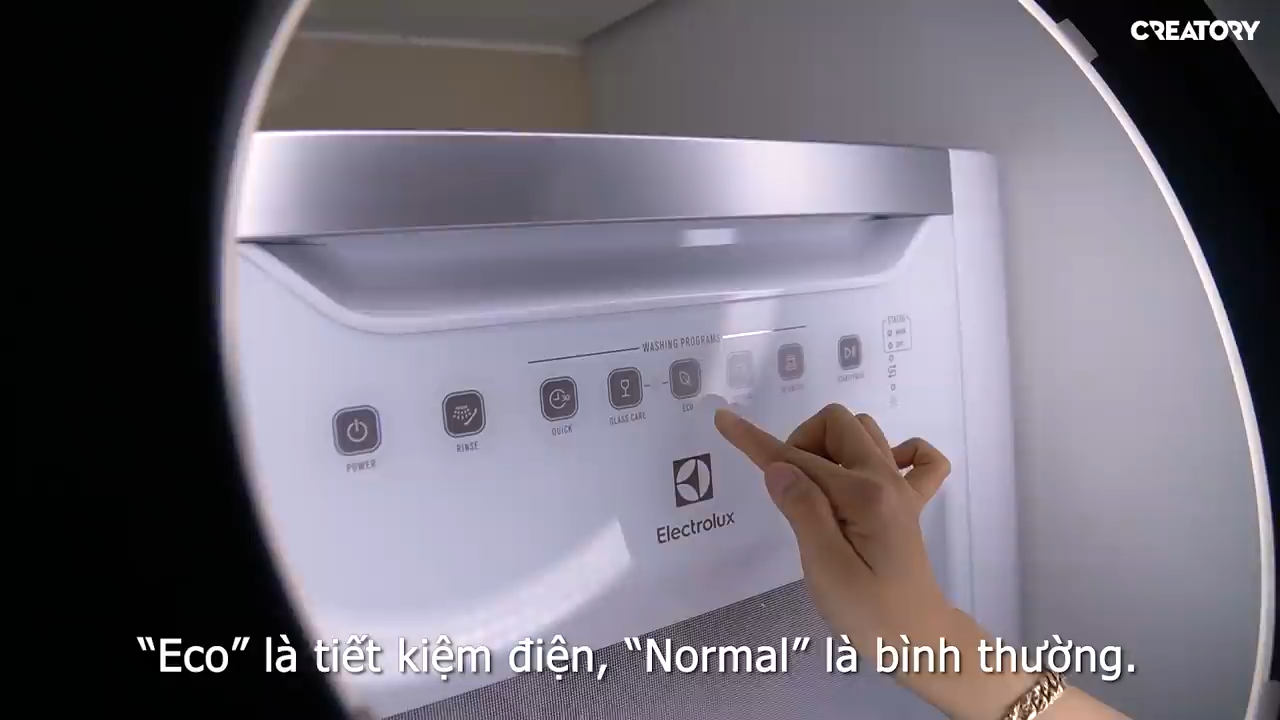 CREATORY
WASHING PROGRAMS
POWER
RINSE
30
QUICK
GLASS CARE
ECO
Electrolux
“Eco” là tiết kiệm điện, “Normal” là bình thường.